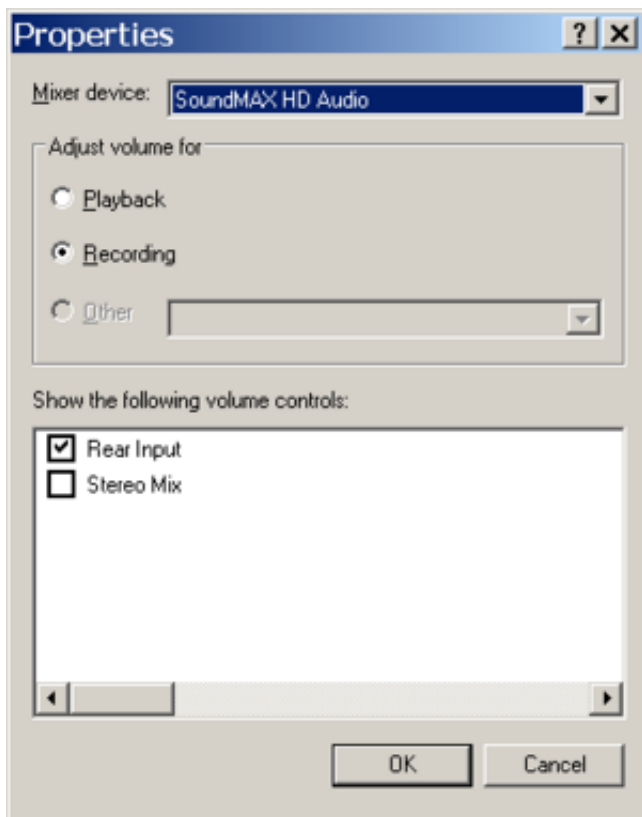 Properties
Mixer device: SoundMAX HD Audio
Adjust volume for
Playback
Recording
Other
Show the following volume controls:
Rear Input
Stereo Mix
OK Cancel